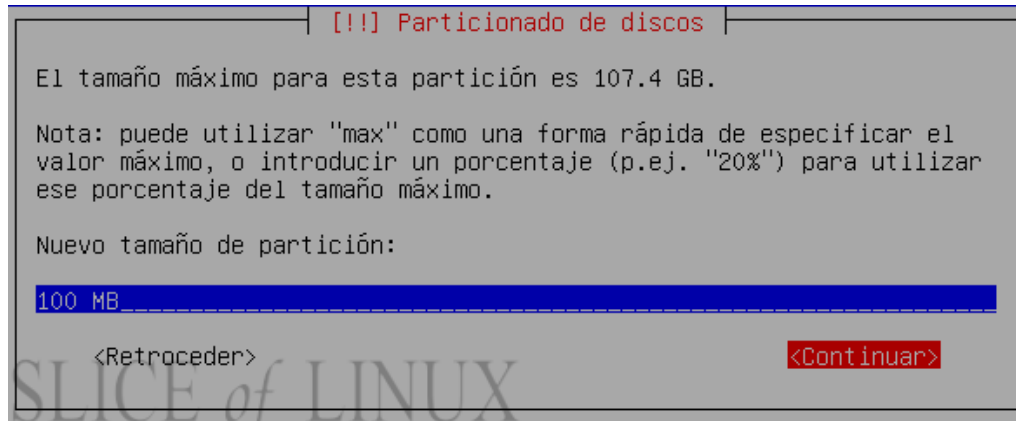 [!!] Particionado de discos
El tamaño máximo para esta partición es 107.4 GB.
Nota: puede utilizar "max" como una forma rápida de especificar el
valor máximo, o introducir un porcentaje (p.ej. "20%") para utilizar
ese porcentaje del tamaño máximo.
Nuevo tamaño de partición:
100 MB
<Retroceder> <Continuar>
SLICE of LINUX